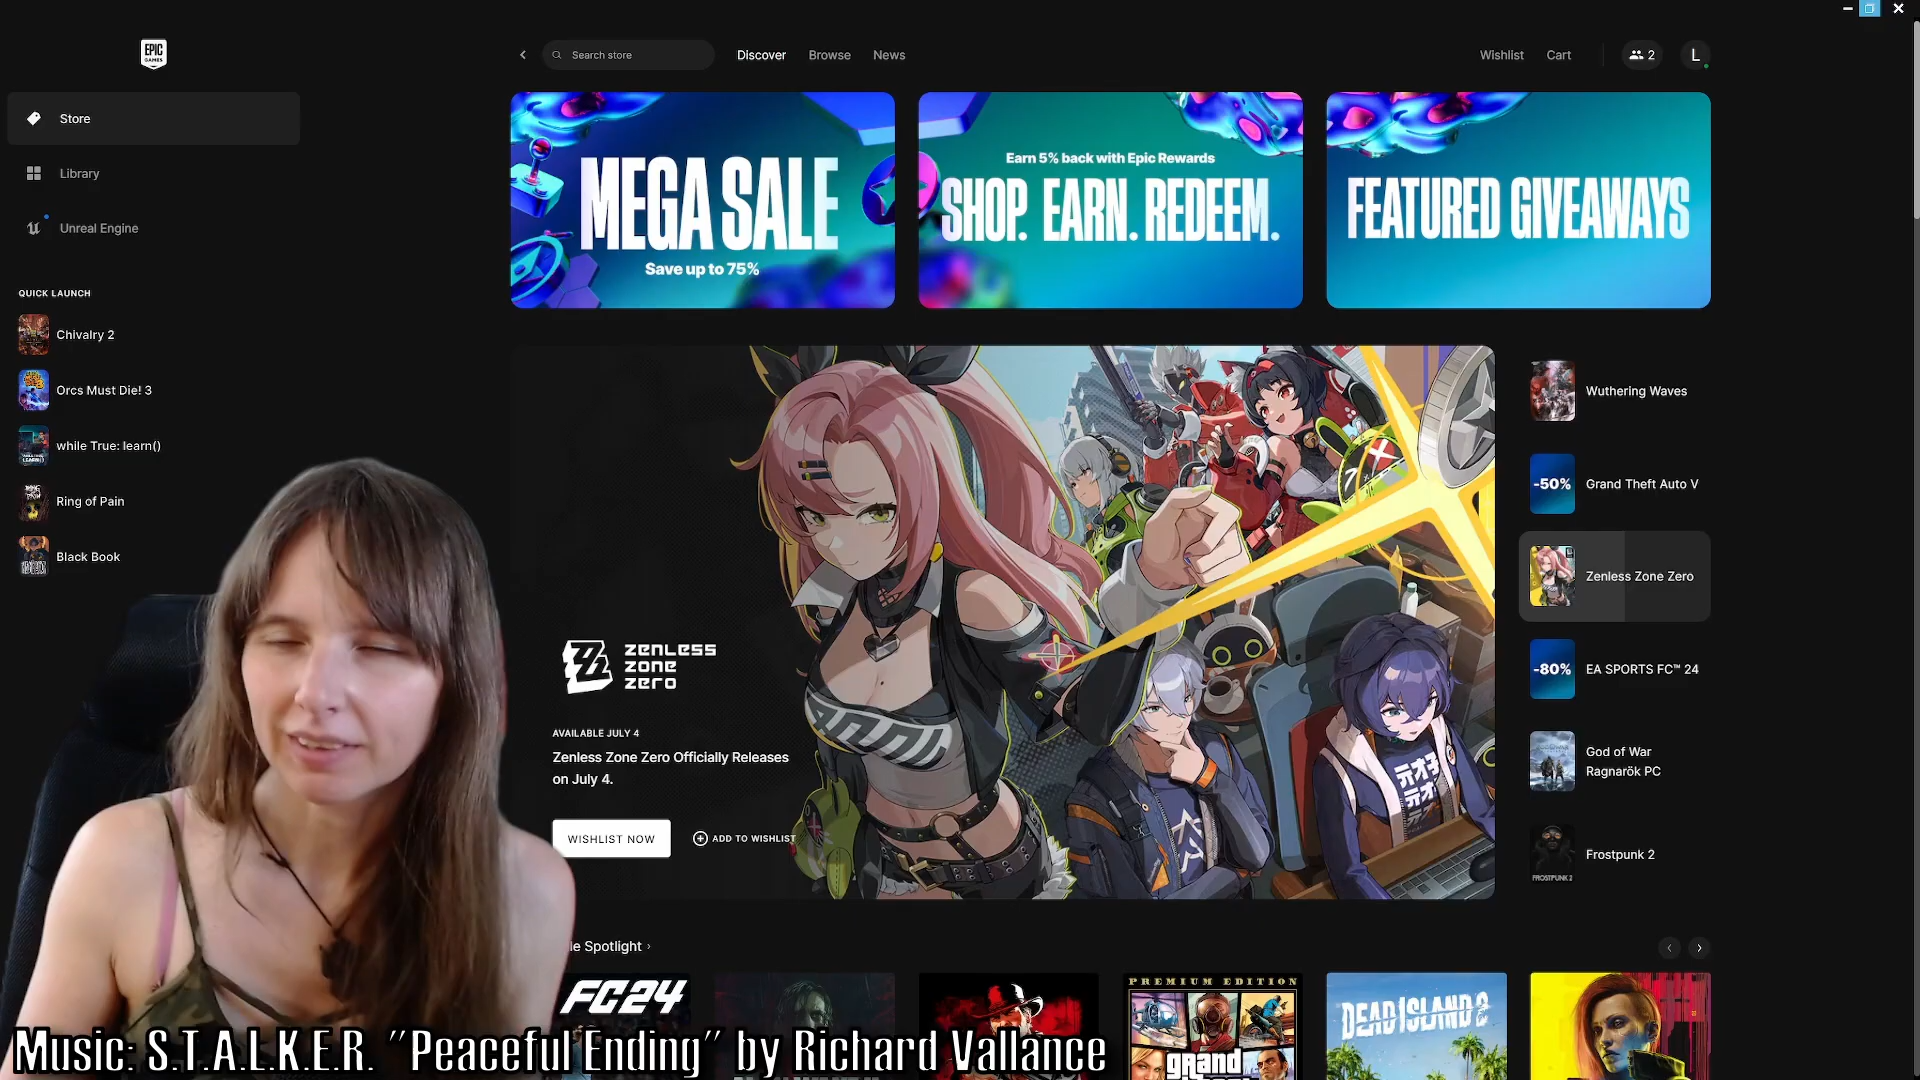 EPIC
GAMES
Search store
Discover
Browse
News
Wishlist
Cart
2
L
Store
Library
Unreal Engine
QUICK LAUNCH
Chivalry 2
Orcs Must Die! 3
while True: learn()
Ring of Pain
Black Book
MEGA SALE
Save up to 75%
Earn 5% back with Epic Rewards
SHOP. EARN. REDEEM.
FEATURED GIVEAWAYS
ZENLESS
ZONE
ZERO
AVAILABLE JULY 4
Zenless Zone Zero Officially Releases
on July 4.
WISHLIST NOW
ADD TO WISHLIST
Wuthering Waves
-50%
Grand Theft Auto V
Zenless Zone Zero
-80%
EA SPORTS FC™ 24
God of War
Ragnarök PC
FROSTPUNK 2
Frostpunk 2
le Spotlight
FC24
PREMIUM EDITION
grand
DEAD ISLAND 2
Music: S.T.A.L.K.E.R. "Peaceful Ending" by Richard Vallance